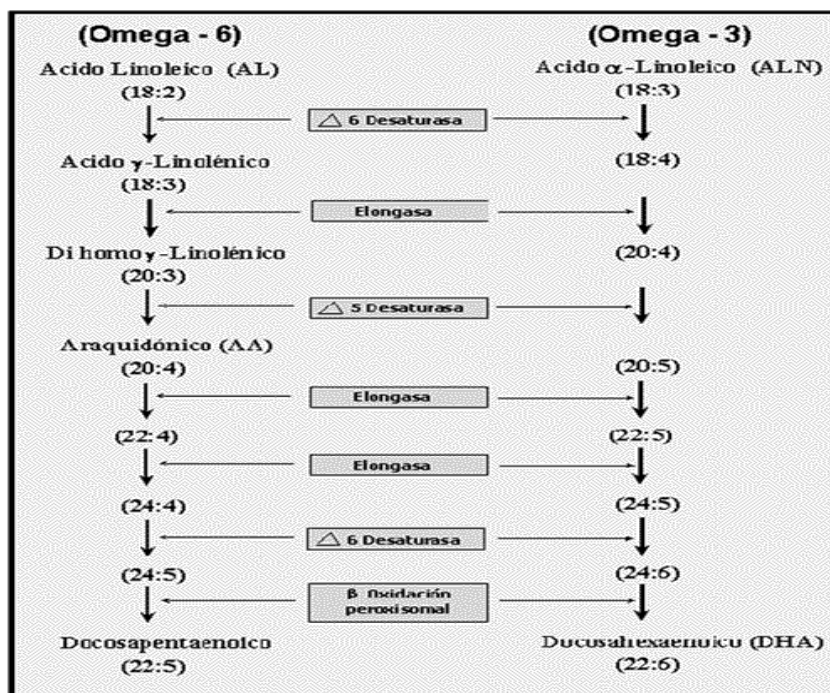 (Omega - 6)
(Omega - 3)
Acido Linoleico (AL)
Acido α-Linoleico (ALN)
(18:2)
(18:3)
△ 6 Desaturasa
Acido γ-Linolénico
(18:4)
(18:3)
Elongasa
Di homo γ-Linolénico
(20:4)
(20:3)
△ 5 Desaturasa
Araquidónico (AA)
(20:4)
(20:5)
Elongasa
(22:4)
(22:5)
Elongasa
(24:4)
(24:5)
△ 6 Desaturasa
(24:5)
(24:6)
β Oxidación
peroxisomal
Docosapentaenoico
Docosahexaenoico (DHA)
(22:5)
(22:6)